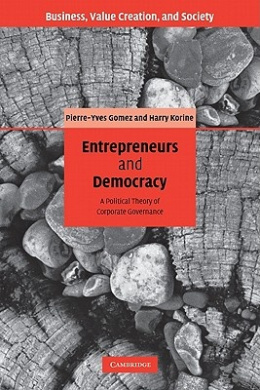 Business, Value Creation, and Society
Pierre-Yves Gomez and Harry Korine
Entrepreneurs
and
Democracy
A Political Theory of
Corporate Governance
CAMBRIDGE